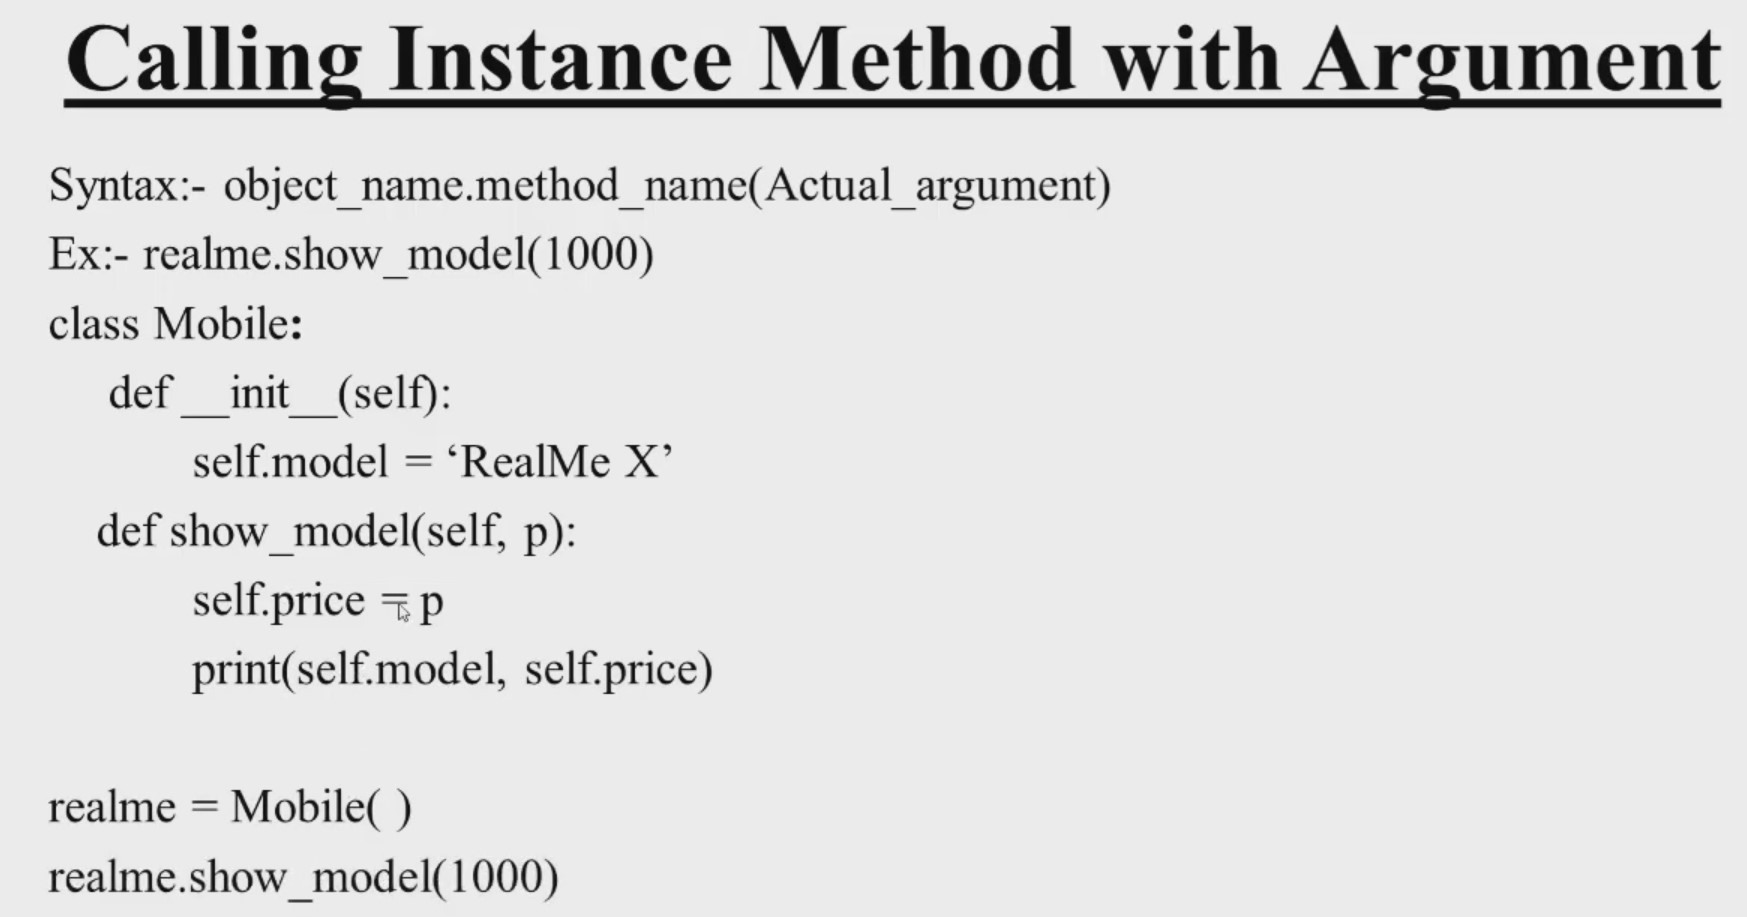 Calling Instance Method with Argument
Syntax:- object_name.method_name(Actual_argument)
Ex:- realme.show_model(1000)
class Mobile:
def __init__(self):
self.model = ‘RealMe X’
def show_model(self, p):
self.price = p
print(self.model, self.price)
realme = Mobile( )
realme.show_model(1000)